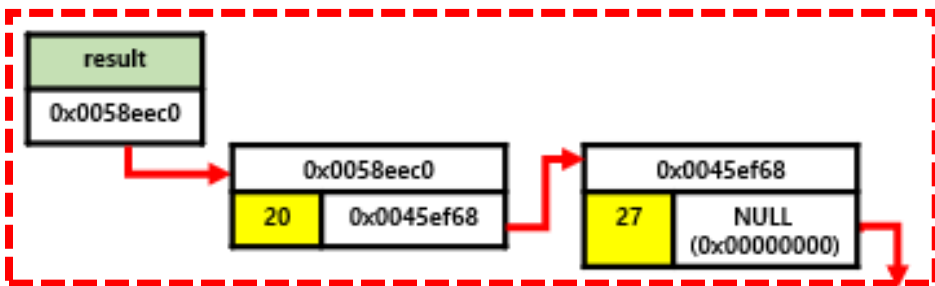 result
0x0058eec0
0x0058eec0
20 0x0045ef68
0x0045ef68
27 NULL
(0x00000000)